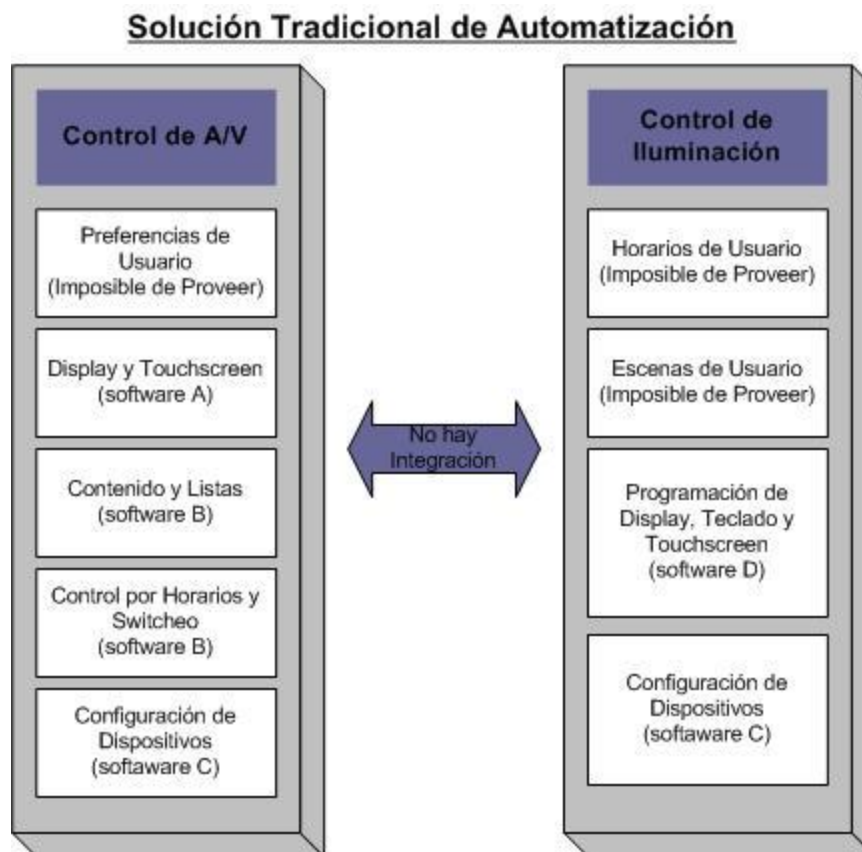 Solución Tradicional de Automatización
Control de A/V
Preferencias de
Usuario
(Imposible de Proveer)
Display y Touchscreen
(software A)
Contenido y Listas
(software B)
Control por Horarios y
Switcheo
(software B)
Configuración de
Dispositivos
(softaware C)
No hay
Integración
Control de
Iluminación
Horarios de Usuario
(Imposible de Proveer)
Escenas de Usuario
(Imposible de Proveer)
Programación de
Display, Teclado y
Touchscreen
(software D)
Configuración de
Dispositivos
(softaware C)